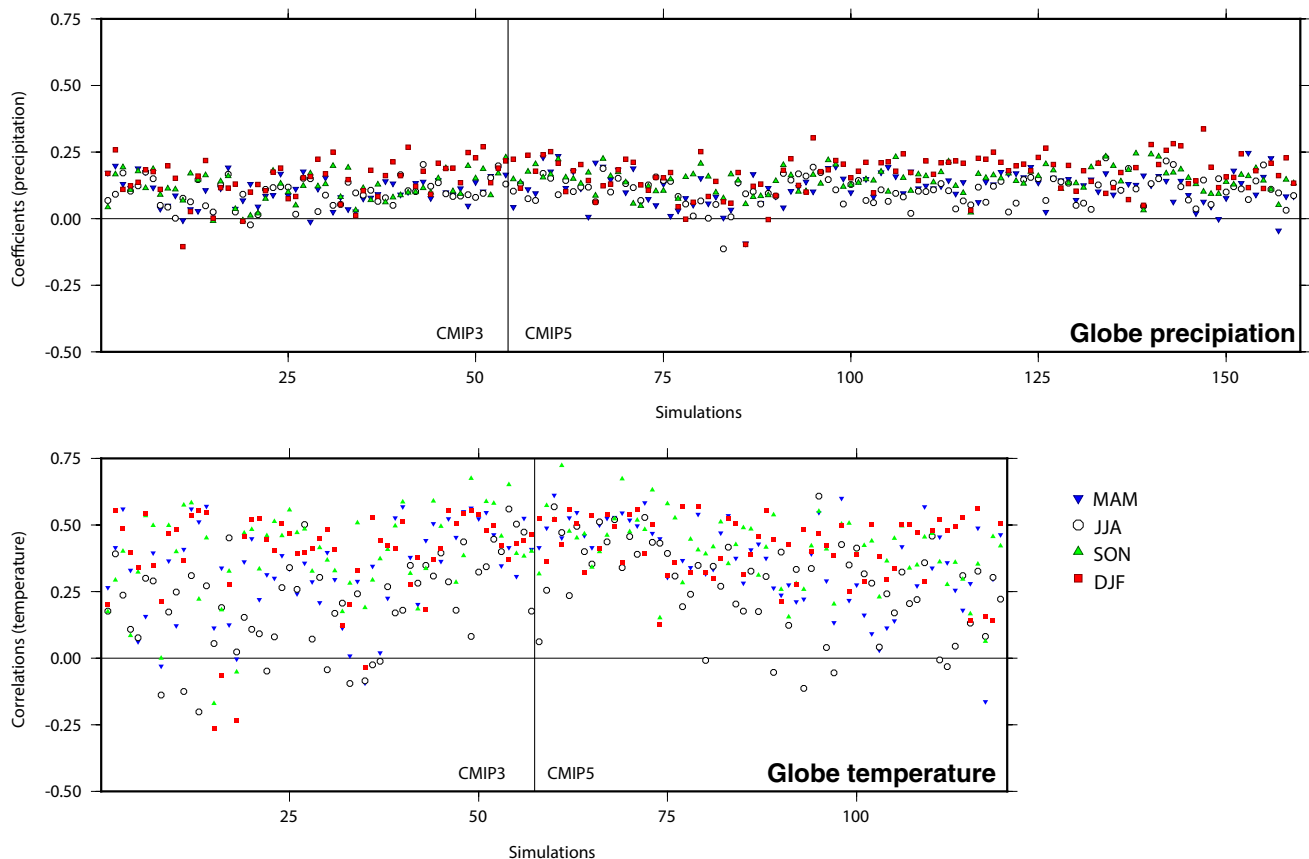 0.75
0.50
0.25
0.00
-0.25
-0.50
Coefficients (precipitation)
CMIP3
CMIP5
Globe precipiation
25
50
75
100
125
150
Simulations
0.75
0.50
0.25
0.00
-0.25
-0.50
Correlations (temperature)
MAM
JJA
SON
DJF
CMIP3
CMIP5
Globe temperature
25
50
75
100
Simulations